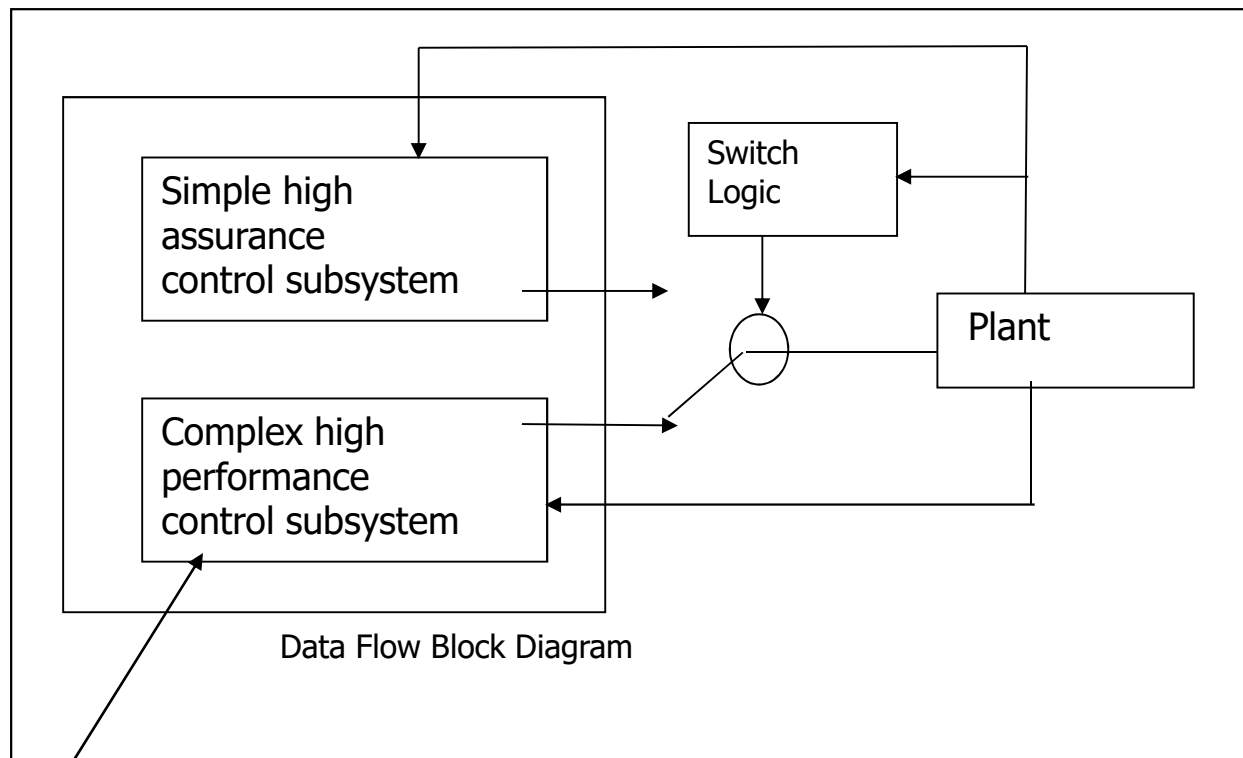 Simple high
assurance
control subsystem
Switch
Logic
Plant
Complex high
performance
control subsystem
Data Flow Block Diagram